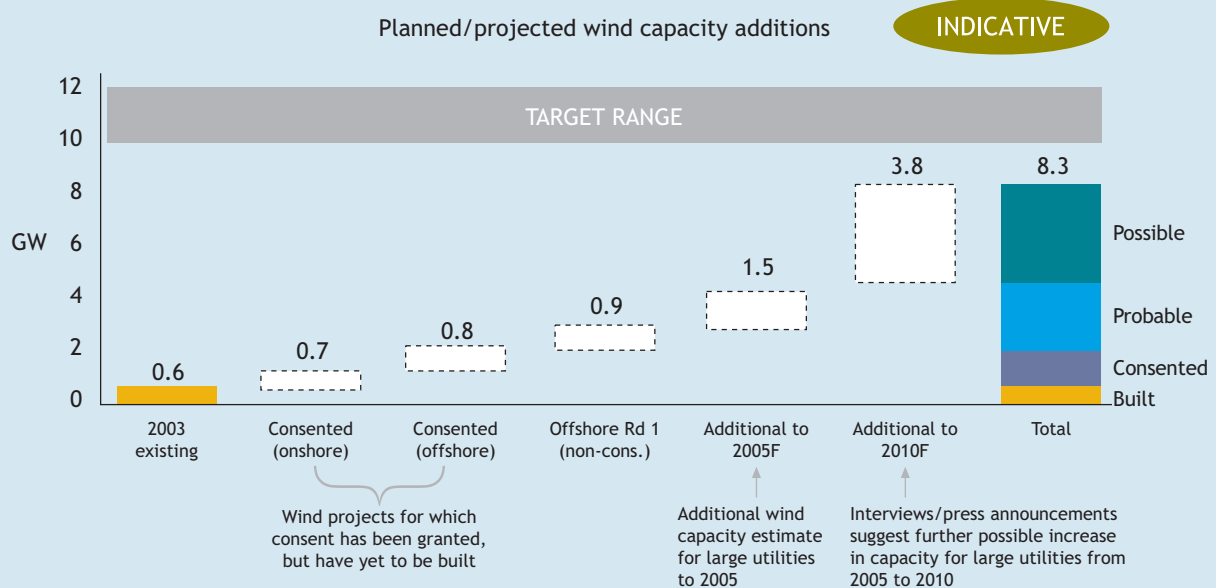 Planned/projected wind capacity additions
INDICATIVE
12
10
8
6
4
2
0
GW
TARGET RANGE
0.6
0.7
0.8
0.9
1.5
3.8
8.3
Possible
Probable
Consented
Built
2003
existing
Consented
(onshore)
Consented
(offshore)
Offshore Rd 1
(non-cons.)
Additional to
2005F
Additional to
2010F
Total
Wind projects for which
consent has been granted,
but have yet to be built
Additional wind
capacity estimate
for large utilities
to 2005
Interviews/press announcements
suggest further possible increase
in capacity for large utilities from
2005 to 2010